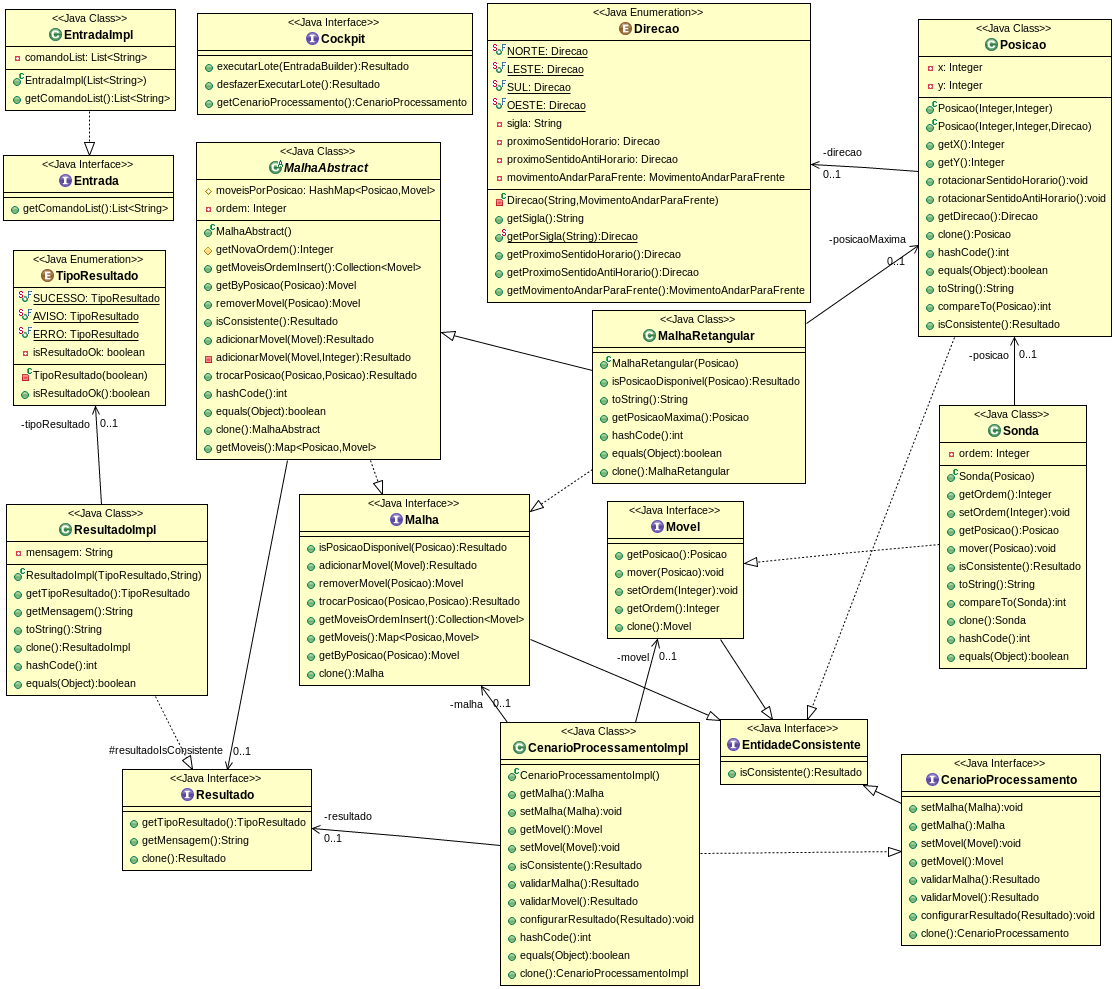 <<Java Class>>
EntradaImpl
comandoList: List<String>
EntradaImpl(List<String>)
getComandoList():List<String>
<<Java Interface>>
Cockpit
executarLote(EntradaBuilder):Resultado
desfazerExecutarLote():Resultado
getCenarioProcessamento():CenarioProcessamento
<<Java Enumeration>>
Direcao
NORTE: Direcao
LESTE: Direcao
SUL: Direcao
OESTE: Direcao
sigla: String
proximoSentidoHorario: Direcao
proximoSentidoAntiHorario: Direcao
movimentoAndarParaFrente: MovimentoAndarParaFrente
Direcao(String,MovimentoAndarParaFrente)
getSigla():String
getPorSigla(String):Direcao
getProximoSentidoHorario():Direcao
getProximoSentidoAntiHorario():Direcao
getMovimentoAndarParaFrente():MovimentoAndarParaFrente
<<Java Class>>
Posicao
x: Integer
y: Integer
Posicao(Integer,Integer)
Posicao(Integer,Integer,Direcao)
getX():Integer
getY():Integer
rotacionarSentidoHorario():void
rotacionarSentidoAntiHorario():void
getDirecao():Direcao
clone():Posicao
hashCode():int
equals(Object):boolean
toString():String
compareTo(Posicao):int
isConsistente():Resultado
-direcao
0..1
<<Java Interface>>
Entrada
getComandoList():List<String>
<<Java Class>>
MalhaAbstract
moveisPorPosicao: HashMap<Posicao,Movel>
ordem: Integer
MalhaAbstract()
getNovaOrdem():Integer
getMoveisOrdemInsert():Collection<Movel>
getByPosicao(Posicao):Movel
removerMovel(Posicao):Movel
isConsistente():Resultado
adicionarMovel(Movel):Resultado
adicionarMovel(Movel,Integer):Resultado
trocarPosicao(Posicao,Posicao):Resultado
hashCode():int
equals(Object):boolean
clone():MalhaAbstract
getMoveis():Map<Posicao,Movel>
-posicaoMaxima
0..1
<<Java Enumeration>>
TipoResultado
SUCESSO: TipoResultado
AVISO: TipoResultado
ERRO: TipoResultado
isResultadoOk: boolean
TipoResultado(boolean)
isResultadoOk():boolean
-tipoResultado
0..1
<<Java Class>>
MalhaRetangular
MalhaRetangular(Posicao)
isPosicaoDisponivel(Posicao):Resultado
toString():String
getPosicaoMaxima():Posicao
hashCode():int
equals(Object):boolean
clone():MalhaRetangular
-posicao
0..1
<<Java Class>>
Sonda
ordem: Integer
Sonda(Posicao)
getOrdem():Integer
setOrdem(Integer):void
getPosicao():Posicao
mover(Posicao):void
isConsistente():Resultado
toString():String
compareTo(Sonda):int
clone():Sonda
hashCode():int
equals(Object):boolean
<<Java Class>>
ResultadoImpl
mensagem: String
ResultadoImpl(TipoResultado,String)
getTipoResultado():TipoResultado
getMensagem():String
toString():String
clone():ResultadoImpl
hashCode():int
equals(Object):boolean
<<Java Interface>>
Malha
isPosicaoDisponivel(Posicao):Resultado
adicionarMovel(Movel):Resultado
removerMovel(Posicao):Movel
trocarPosicao(Posicao,Posicao):Resultado
getMoveisOrdemInsert():Collection<Movel>
getMoveis():Map<Posicao,Movel>
getByPosicao(Posicao):Movel
clone():Malha
<<Java Interface>>
Movel
getPosicao():Posicao
mover(Posicao):void
setOrdem(Integer):void
getOrdem():Integer
clone():Movel
-movel
0..1
-malha
0..1
#resultadoIsConsistente
0..1
<<Java Interface>>
Resultado
getTipoResultado():TipoResultado
getMensagem():String
clone():Resultado
-resultado
0..1
<<Java Class>>
CenarioProcessamentoImpl
CenarioProcessamentoImpl()
getMalha():Malha
setMalha(Malha):void
getMovel():Movel
setMovel(Movel):void
isConsistente():Resultado
validarMalha():Resultado
validarMovel():Resultado
configurarResultado(Resultado):void
hashCode():int
equals(Object):boolean
clone():CenarioProcessamentoImpl
<<Java Interface>>
EntidadeConsistente
isConsistente():Resultado
<<Java Interface>>
CenarioProcessamento
setMalha(Malha):void
getMalha():Malha
setMovel(Movel):void
getMovel():Movel
validarMalha():Resultado
validarMovel():Resultado
configurarResultado(Resultado):void
clone():CenarioProcessamento